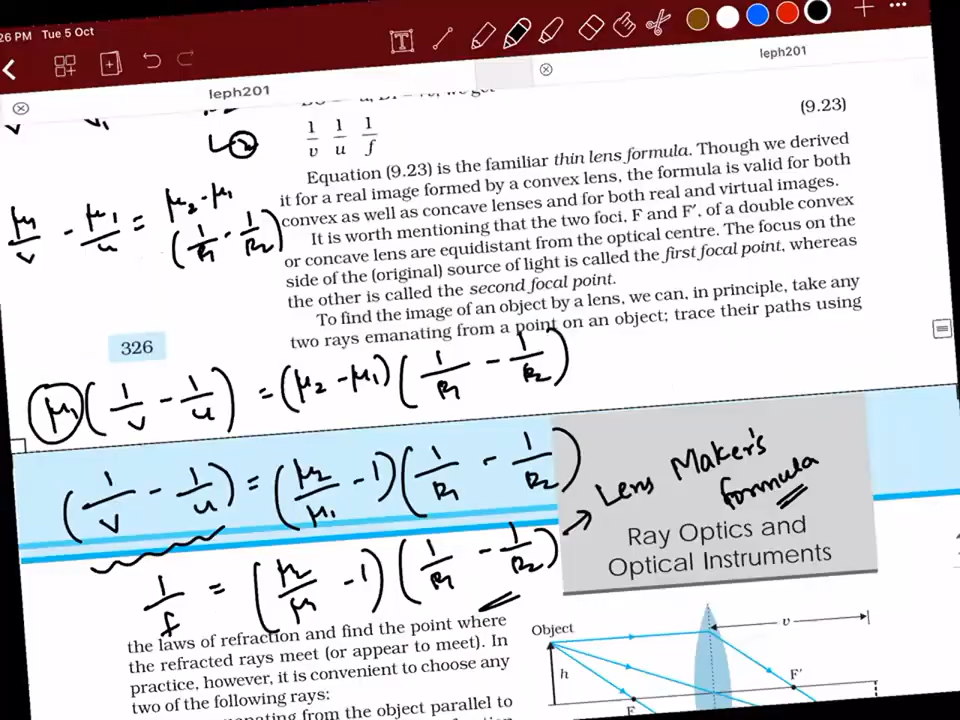 26 PM Tue 5 Oct
leph201
leph201
(9.23)
1/v 1/u 1/f
Equation (9.23) is the familiar thin lens formula. Though we derived
it for a real image formed by a convex lens, the formula is valid for both
convex as well as concave lenses and for both real and virtual images.
It is worth mentioning that the two foci, F and F′, of a double convex
or concave lens are equidistant from the optical centre. The focus on the
side of the (original) source of light is called the first focal point, whereas
the other is called the second focal point.
To find the image of an object by a lens, we can, in principle, take any
two rays emanating from a point on an object; trace their paths using
μ1/v - μ1/u = μ2-μ1
(1/R1 - 1/R2)
326
μ1(1/v - 1/u) = (μ2-μ1)(1/R1 - 1/R2)
(1/v - 1/u) = (μ2/μ1 - 1)(1/R1 - 1/R2) → Lens Maker's
formula
1/f = (μ2/μ1 - 1)(1/R1 - 1/R2)
Ray Optics and
Optical Instruments
the laws of refraction and find the point where
the refracted rays meet (or appear to meet). In
practice, however, it is convenient to choose any
two of the following rays:
emanating from the object parallel to
Object
v
h
F
F′